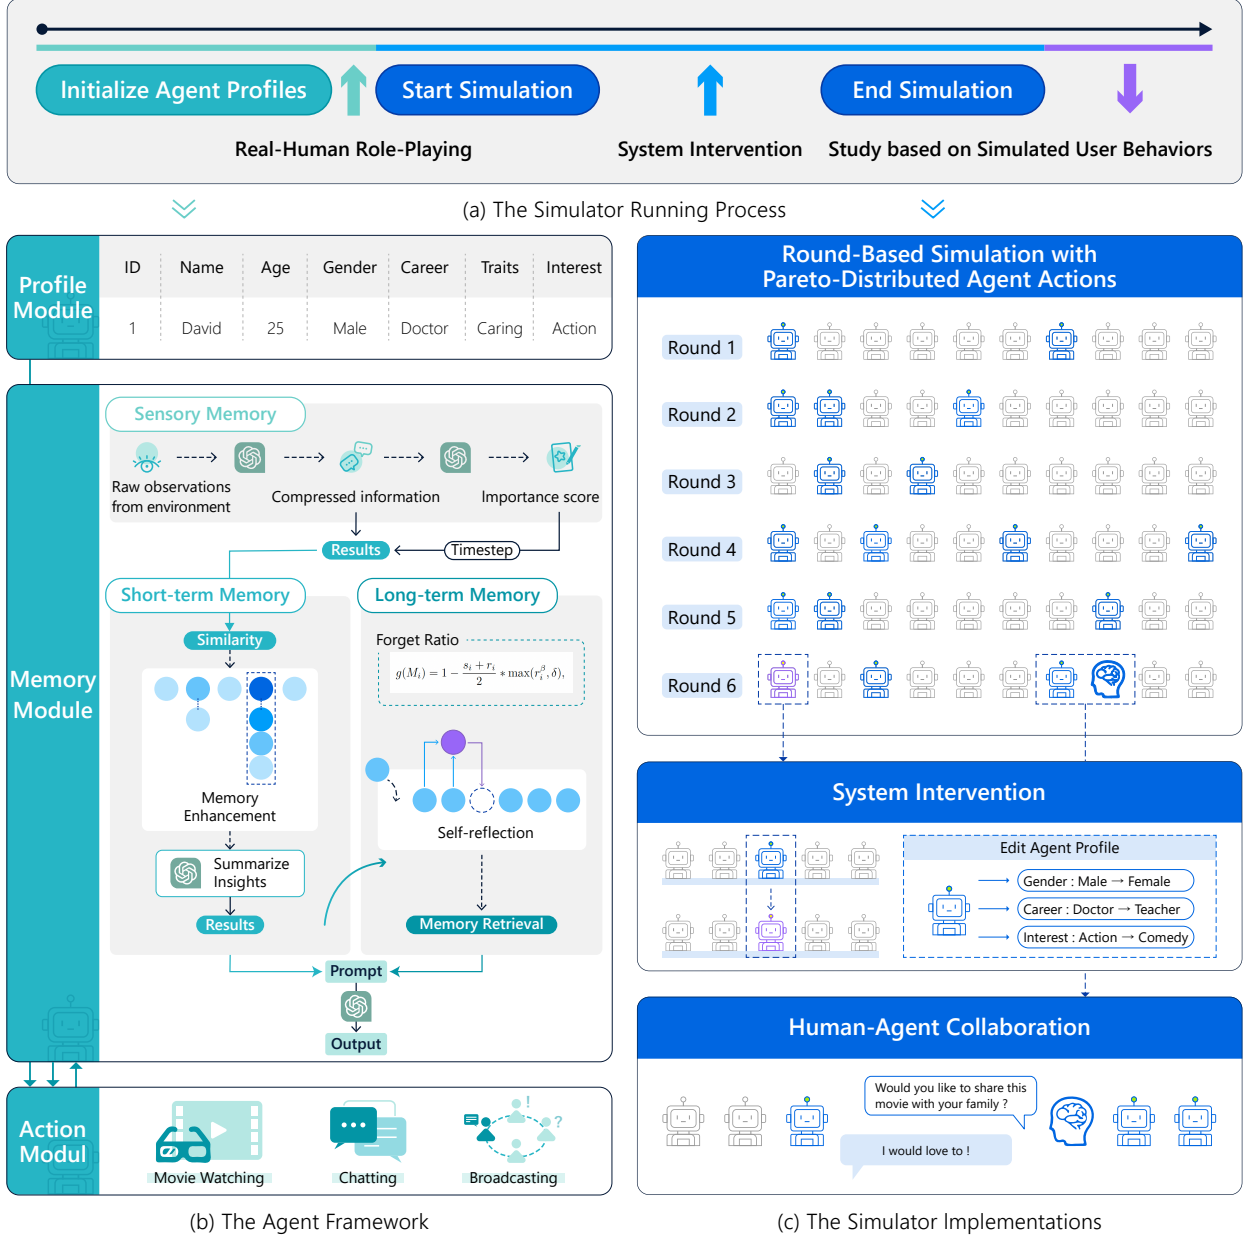 Initialize Agent Profiles
Start Simulation
End Simulation
Real-Human Role-Playing
System Intervention
Study based on Simulated User Behaviors
(a) The Simulator Running Process
Profile
Module
ID Name Age Gender Career Traits Interest
1 David 25 Male Doctor Caring Action
Memory
Module
Sensory Memory
Raw observations
from environment
Compressed information
Importance score
Results
Timestep
Short-term Memory
Similarity
Memory
Enhancement
Summarize
Insights
Results
Long-term Memory
Forget Ratio
g(M_i) = 1 − (s_i + r_i)/2 * max(r_i^β, δ),
Self-reflection
Memory Retrieval
Prompt
Output
Action
Modul
Movie Watching
Chatting
! ?
Broadcasting
(b) The Agent Framework
Round-Based Simulation with
Pareto-Distributed Agent Actions
Round 1
Round 2
Round 3
Round 4
Round 5
Round 6
System Intervention
Edit Agent Profile
Gender : Male → Female
Career : Doctor → Teacher
Interest : Action → Comedy
Human-Agent Collaboration
Would you like to share this
movie with your family ?
I would love to !
(c) The Simulator Implementations